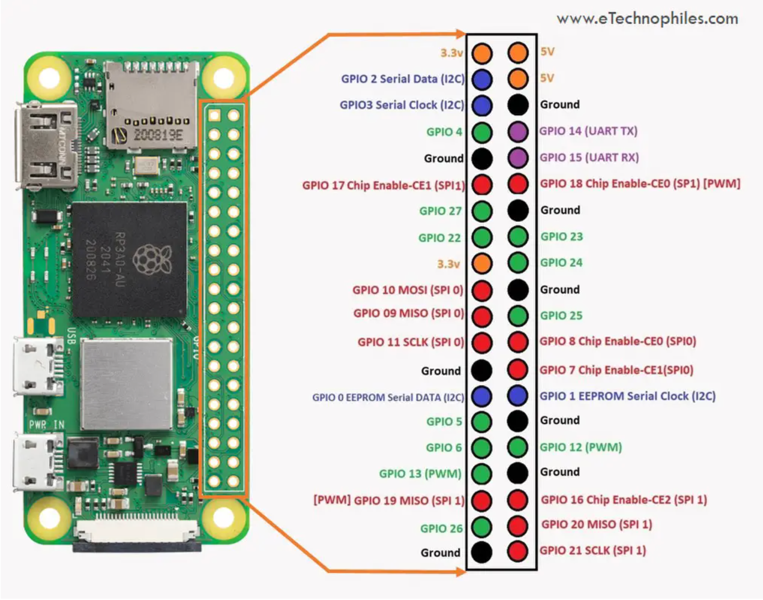 www.eTechnophiles.com
3.3v 5V
GPIO 2 Serial Data (I2C) 5V
GPIO3 Serial Clock (I2C) Ground
GPIO 4 GPIO 14 (UART TX)
Ground GPIO 15 (UART RX)
GPIO 17 Chip Enable-CE1 (SPI1) GPIO 18 Chip Enable-CE0 (SP1) [PWM]
GPIO 27 Ground
GPIO 22 GPIO 23
3.3v GPIO 24
GPIO 10 MOSI (SPI 0) Ground
GPIO 09 MISO (SPI 0) GPIO 25
GPIO 11 SCLK (SPI 0) GPIO 8 Chip Enable-CE0 (SPI0)
Ground GPIO 7 Chip Enable-CE1(SPI0)
GPIO 0 EEPROM Serial DATA (I2C) GPIO 1 EEPROM Serial Clock (I2C)
GPIO 5 Ground
GPIO 6 GPIO 12 (PWM)
GPIO 13 (PWM) Ground
[PWM] GPIO 19 MISO (SPI 1) GPIO 16 Chip Enable-CE2 (SPI 1)
GPIO 26 GPIO 20 MISO (SPI 1)
Ground GPIO 21 SCLK (SPI 1)
200819E
RP3A0-AU
2041
200826
USB
PWR IN